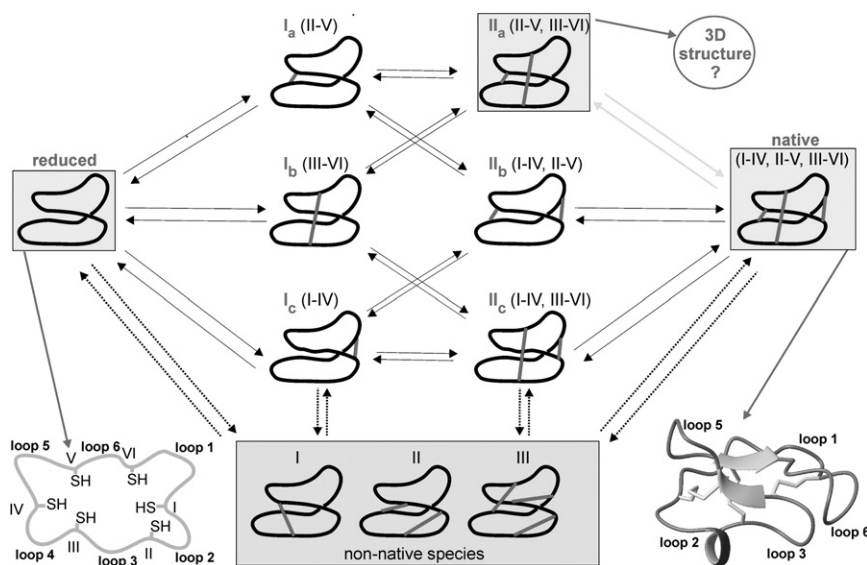 Ia (II-V)
IIa (II-V, III-VI)
3D
structure
?
reduced
Ib (III-VI)
IIb (I-IV, II-V)
native
(I-IV, II-V, III-VI)
Ic (I-IV)
IIc (I-IV, III-VI)
loop 5
V
loop 6
VI
loop 1
SH
SH
IV
SH
HS
I
SH
SH
III
II
loop 4
loop 3
loop 2
I
II
III
non-native species
loop 5
loop 1
loop 6
loop 2
loop 3